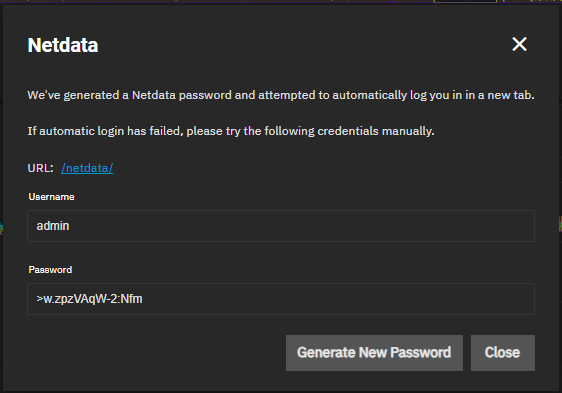 Netdata
We've generated a Netdata password and attempted to automatically log you in in a new tab.
If automatic login has failed, please try the following credentials manually.
URL: /netdata/
Username
admin
Password
>w.zpzVAqW-2:Nfm
Generate New Password Close